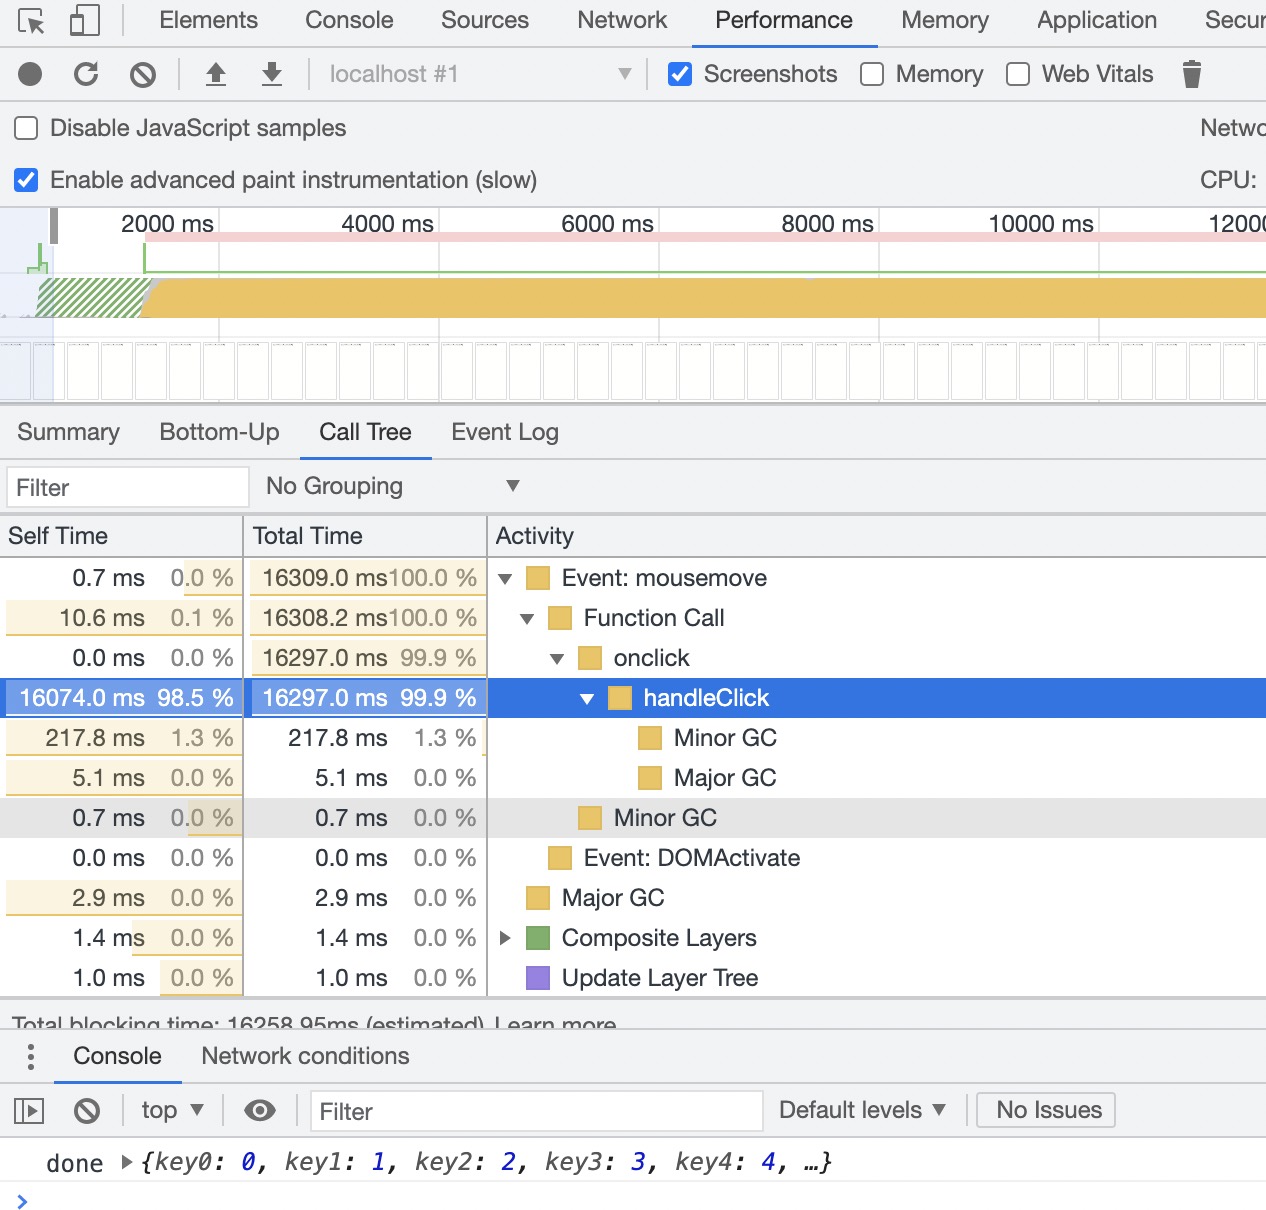 Elements Console Sources Network Performance Memory Application Secur
localhost #1 Screenshots Memory Web Vitals
Disable JavaScript samples Netwo
Enable advanced paint instrumentation (slow) CPU:
2000 ms 4000 ms 6000 ms 8000 ms 10000 ms 12000
Summary Bottom-Up Call Tree Event Log
Filter No Grouping
Self Time Total Time Activity
0.7 ms 0.0 % 16309.0 ms 100.0 % Event: mousemove
10.6 ms 0.1 % 16308.2 ms 100.0 % Function Call
0.0 ms 0.0 % 16297.0 ms 99.9 % onclick
16074.0 ms 98.5 % 16297.0 ms 99.9 % handleClick
217.8 ms 1.3 % 217.8 ms 1.3 % Minor GC
5.1 ms 0.0 % 5.1 ms 0.0 % Major GC
0.7 ms 0.0 % 0.7 ms 0.0 % Minor GC
0.0 ms 0.0 % 0.0 ms 0.0 % Event: DOMActivate
2.9 ms 0.0 % 2.9 ms 0.0 % Major GC
1.4 ms 0.0 % 1.4 ms 0.0 % Composite Layers
1.0 ms 0.0 % 1.0 ms 0.0 % Update Layer Tree
Total blocking time: 16258.95ms (estimated) Learn more
Console Network conditions
top Filter Default levels No Issues
done {key0: 0, key1: 1, key2: 2, key3: 3, key4: 4, …}